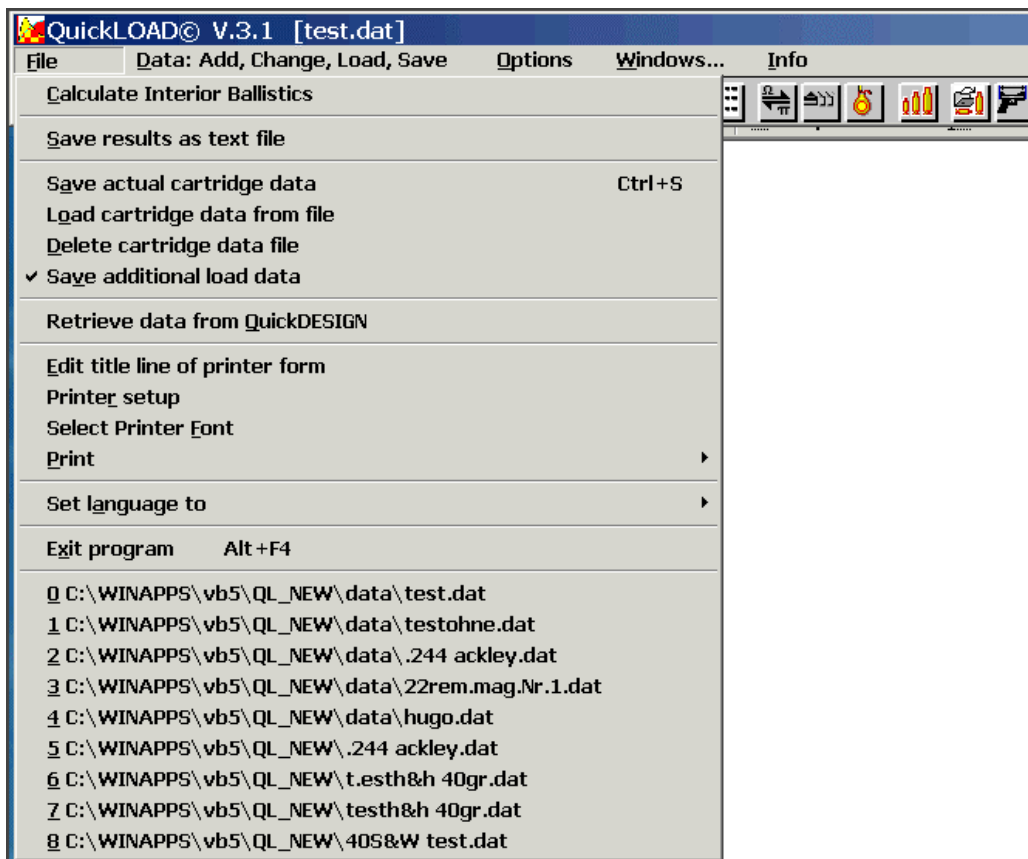 QuickLOAD© V.3.1 [test.dat]
File Data: Add, Change, Load, Save Options Windows... Info
Calculate Interior Ballistics
Save results as text file
Save actual cartridge data Ctrl+S
Load cartridge data from file
Delete cartridge data file
✓ Save additional load data
Retrieve data from QuickDESIGN
Edit title line of printer form
Printer setup
Select Printer Font
Print
Set language to
Exit program Alt+F4
0 C:\WINAPPS\vb5\QL_NEW\data\test.dat
1 C:\WINAPPS\vb5\QL_NEW\data\testohne.dat
2 C:\WINAPPS\vb5\QL_NEW\data\.244 ackley.dat
3 C:\WINAPPS\vb5\QL_NEW\data\22rem.mag.Nr.1.dat
4 C:\WINAPPS\vb5\QL_NEW\data\hugo.dat
5 C:\WINAPPS\vb5\QL_NEW\.244 ackley.dat
6 C:\WINAPPS\vb5\QL_NEW\t.esth&h 40gr.dat
7 C:\WINAPPS\vb5\QL_NEW\testh&h 40gr.dat
8 C:\WINAPPS\vb5\QL_NEW\40S&W test.dat